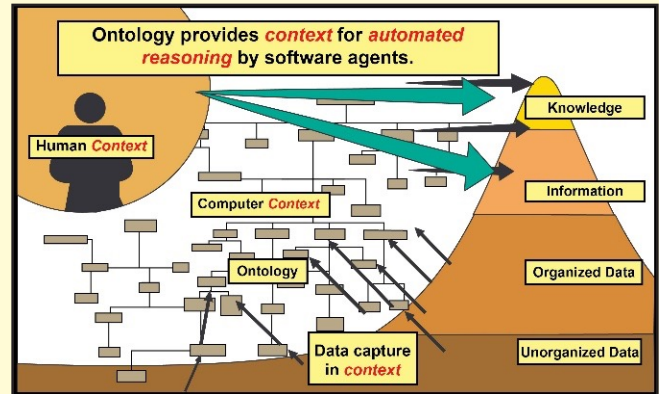 Ontology provides context for automated
reasoning by software agents.
Knowledge
Human Context
Information
Computer Context
Ontology
Organized Data
Data capture
in context
Unorganized Data